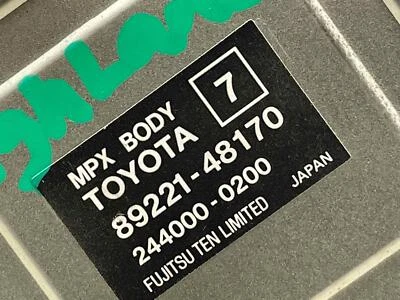 MPX BODY
TOYOTA 7
89221-48170
244000-0200
FUJITSU TEN LIMITED JAPAN